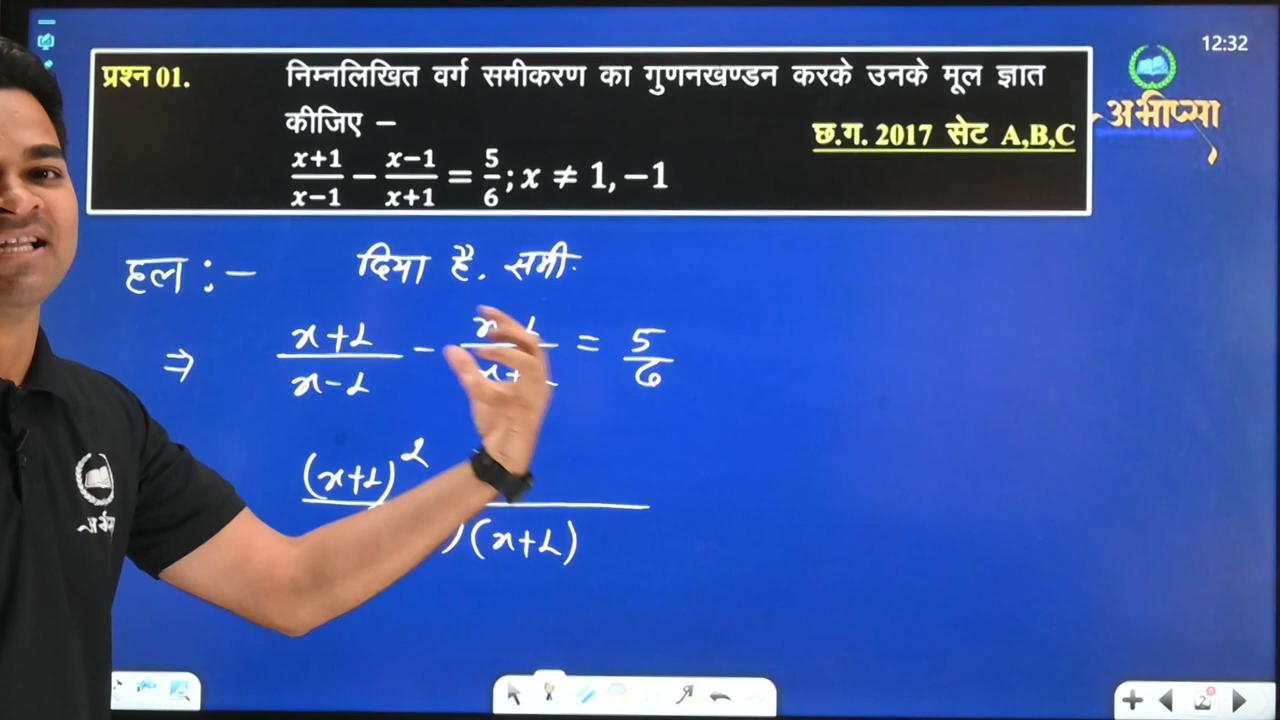 12:32
प्रश्न 01. निम्नलिखित वर्ग समीकरण का गुणनखण्डन करके उनके मूल ज्ञात
कीजिए –
छ.ग. 2017 सेट A,B,C
x+1/x−1 − x−1/x+1 = 5/6; x ≠ 1, −1
अभीप्सा
हल :- दिया है. समी.
⇒ x+1/x-1 - = 5/6
(x+1)²
)(x+1)
2